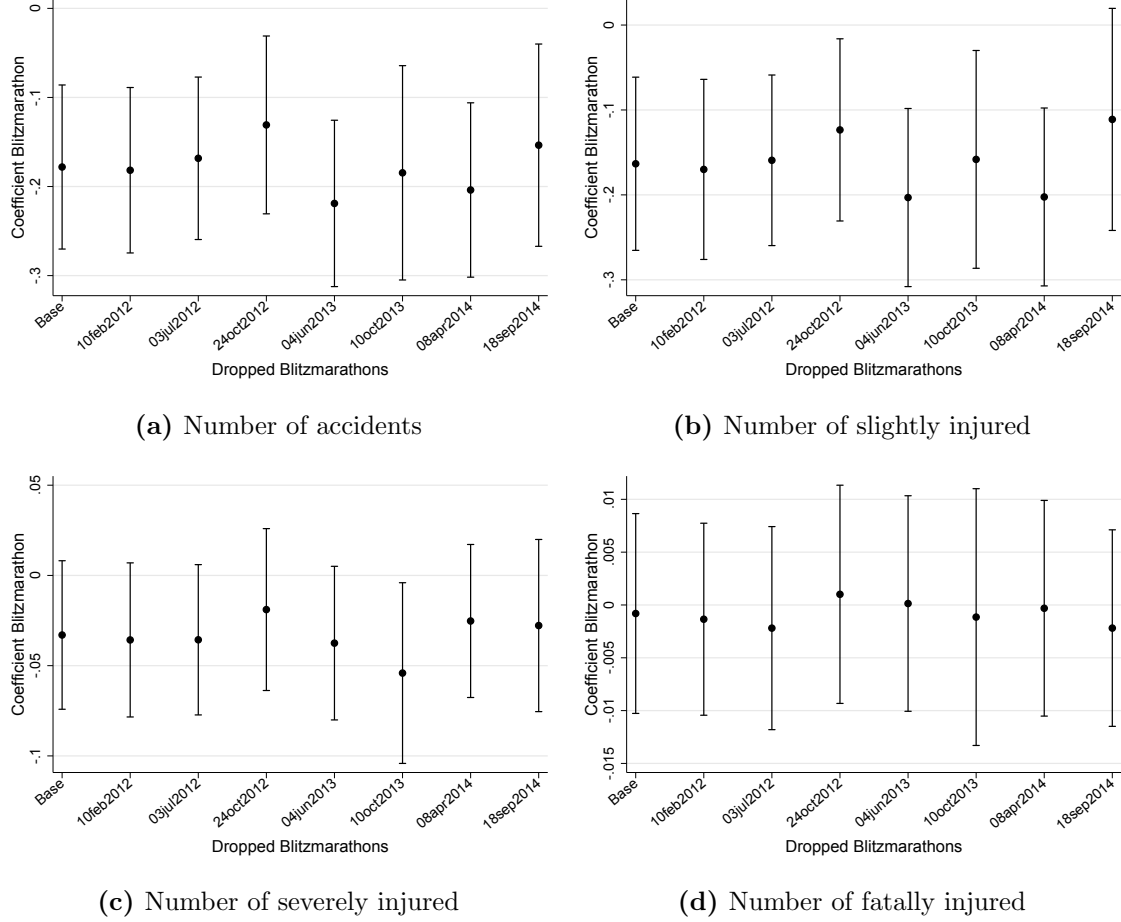 0
-.1
-.2
-.3
Coefficient Blitzmarathon
Base
10feb2012
03jul2012
24oct2012
04jun2013
10oct2013
08apr2014
18sep2014
Dropped Blitzmarathons
(a) Number of accidents
0
-.1
-.2
-.3
Coefficient Blitzmarathon
Base
10feb2012
03jul2012
24oct2012
04jun2013
10oct2013
08apr2014
18sep2014
Dropped Blitzmarathons
(b) Number of slightly injured
.05
0
-.05
-.1
Coefficient Blitzmarathon
Base
10feb2012
03jul2012
24oct2012
04jun2013
10oct2013
08apr2014
18sep2014
Dropped Blitzmarathons
(c) Number of severely injured
.01
.005
0
-.005
-.01
-.015
Coefficient Blitzmarathon
Base
10feb2012
03jul2012
24oct2012
04jun2013
10oct2013
08apr2014
18sep2014
Dropped Blitzmarathons
(d) Number of fatally injured